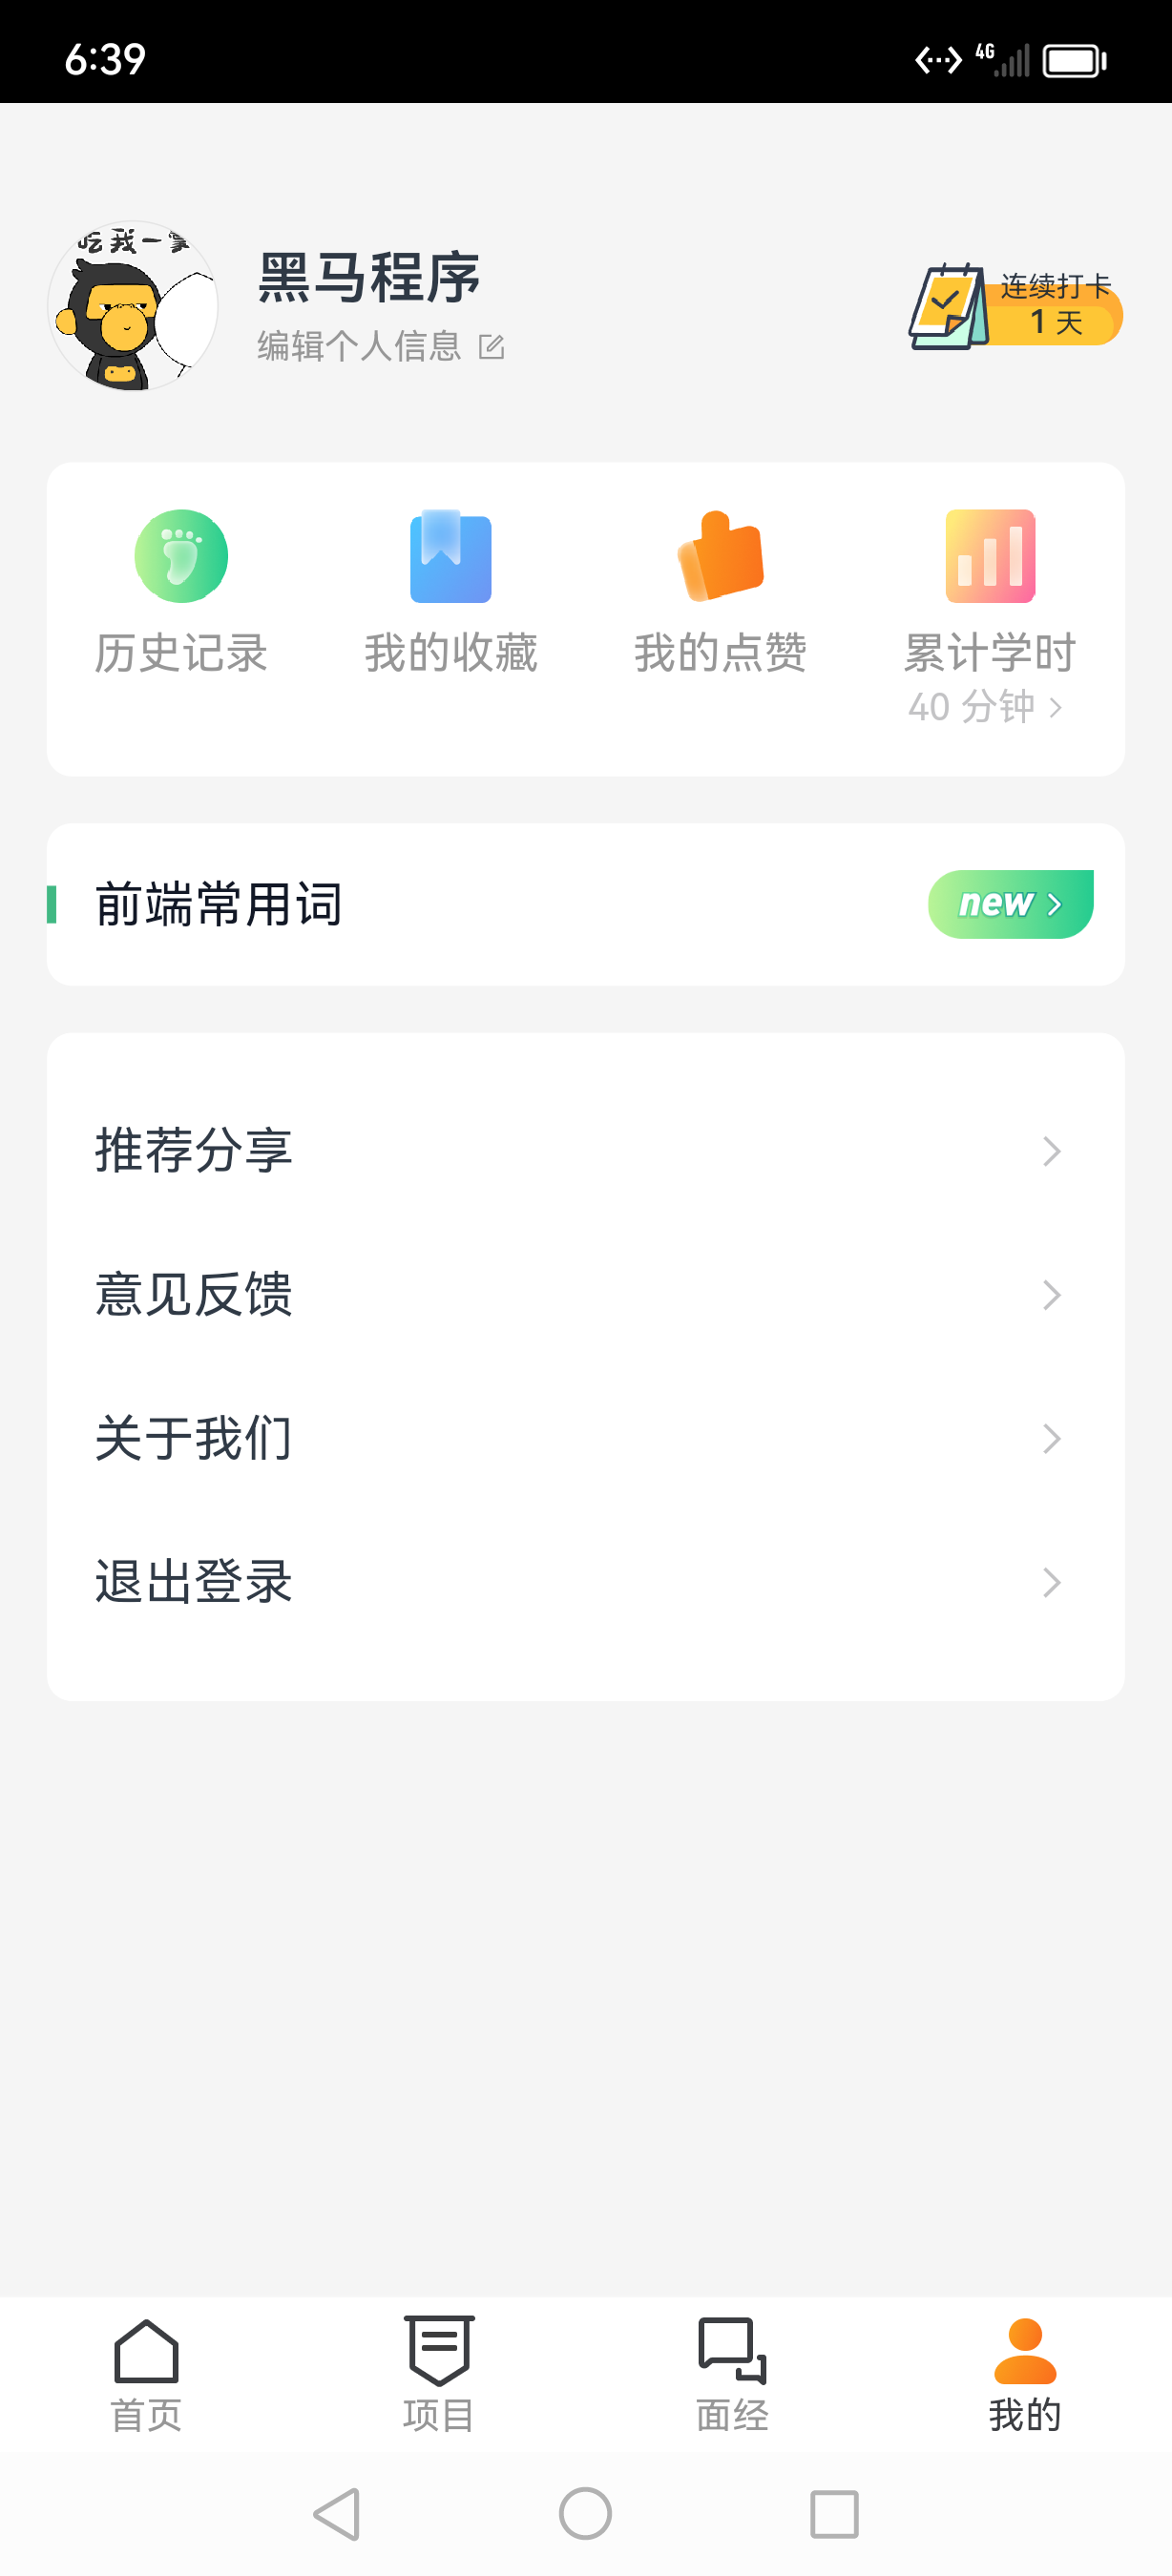 6:39
4G
吃我一拳
黑马程序
编辑个人信息
连续打卡
1 天
历史记录
我的收藏
我的点赞
累计学时
40 分钟
前端常用词
new
推荐分享
意见反馈
关于我们
退出登录
首页
项目
面经
我的